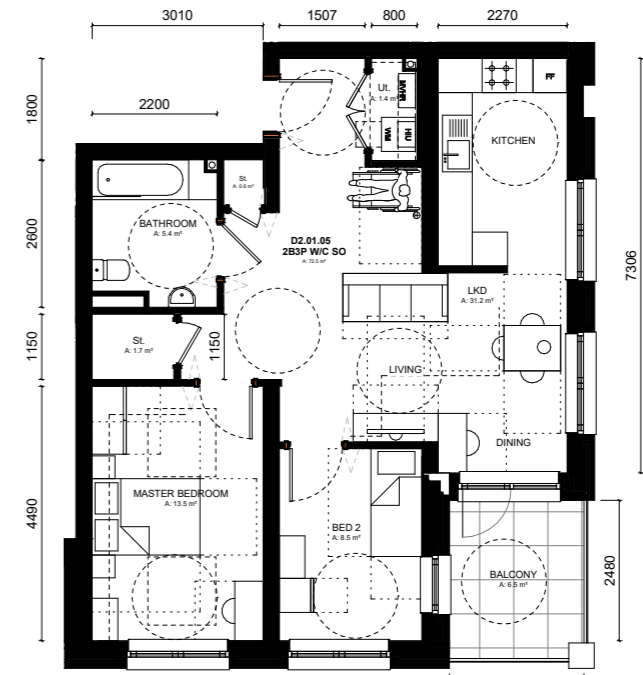 3010
1507
800
2270
1800
2200
2600
1150
4490
7306
2480
1150
Ut.
A: 1.4 m²
MVHR
WM
HIU
FF
KITCHEN
St.
A: 0.6 m²
BATHROOM
A: 5.4 m²
D2.01.05
2B3P W/C SO
A: 72.5 m²
LKD
A: 31.2 m²
St.
A: 1.7 m²
LIVING
DINING
MASTER BEDROOM
A: 13.5 m²
BED 2
A: 8.5 m²
BALCONY
A: 6.5 m²